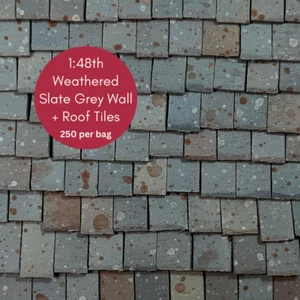 1:48th
Weathered
Slate Grey Wall
+ Roof Tiles
250 per bag